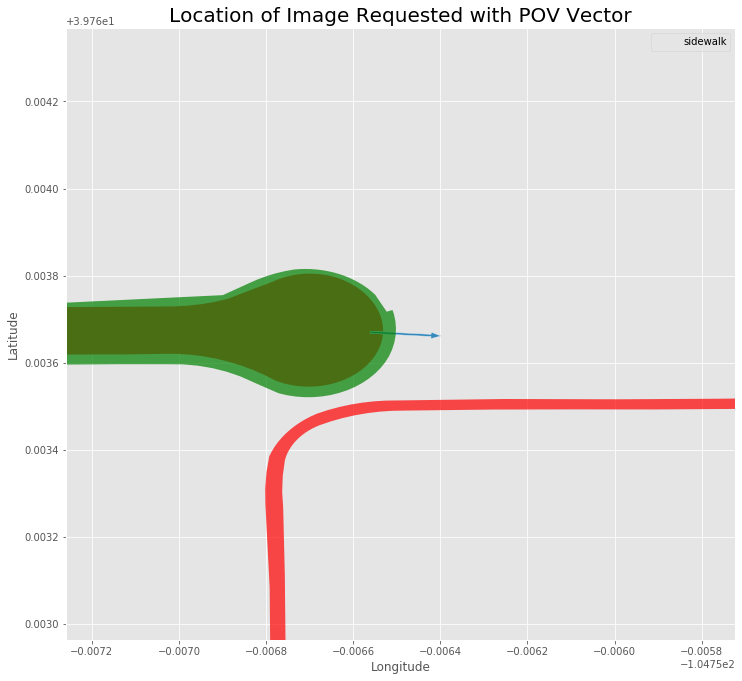 Location of Image Requested with POV Vector
+3.976e1
sidewalk
0.0042
0.0040
0.0038
0.0036
0.0034
0.0032
0.0030
Latitude
−0.0072 −0.0070 −0.0068 −0.0066 −0.0064 −0.0062 −0.0060 −0.0058
Longitude
−1.0475e2